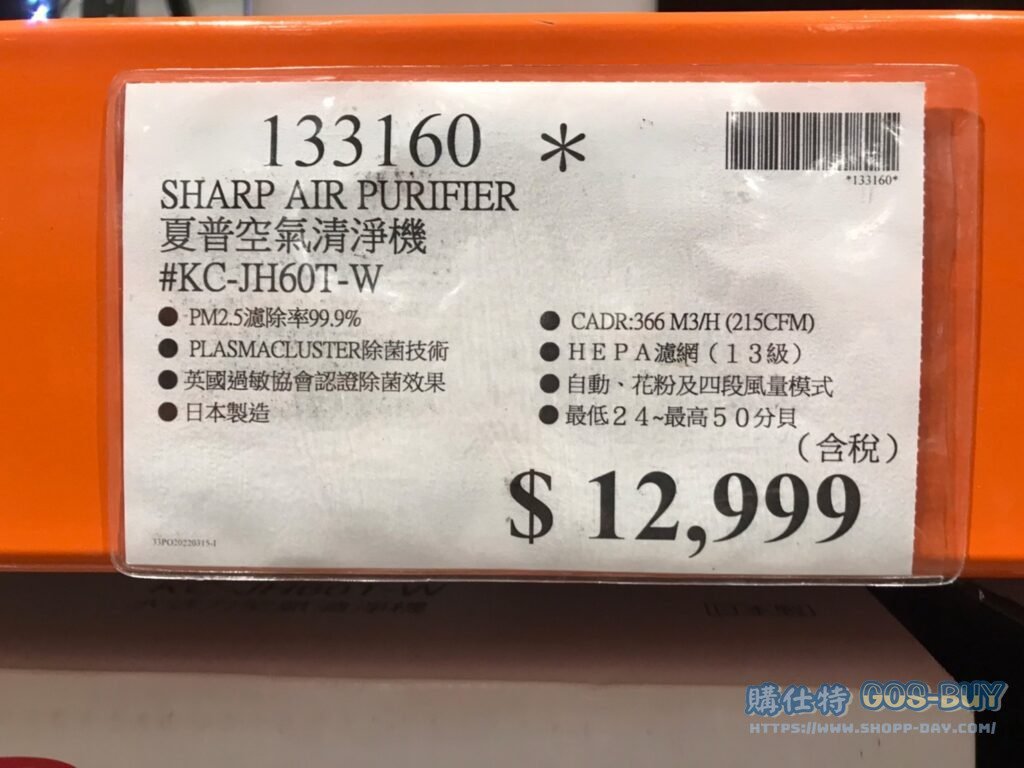 133160 *
*133160*
SHARP AIR PURIFIER
夏普空氣清淨機
#KC-JH60T-W
● PM2.5濾除率99.9%
● PLASMACLUSTER除菌技術
● 英國過敏協會認證除菌效果
● 日本製造
● CADR:366 M3/H (215CFM)
● ＨＥＰＡ濾網（１３級）
● 自動、花粉及四段風量模式
● 最低２４~最高５０分貝
（含稅）
$ 12,999
33PO20220315-1
購仕特 GOS-BUY
HTTPS://WWW.SHOPP-DAY.COM/